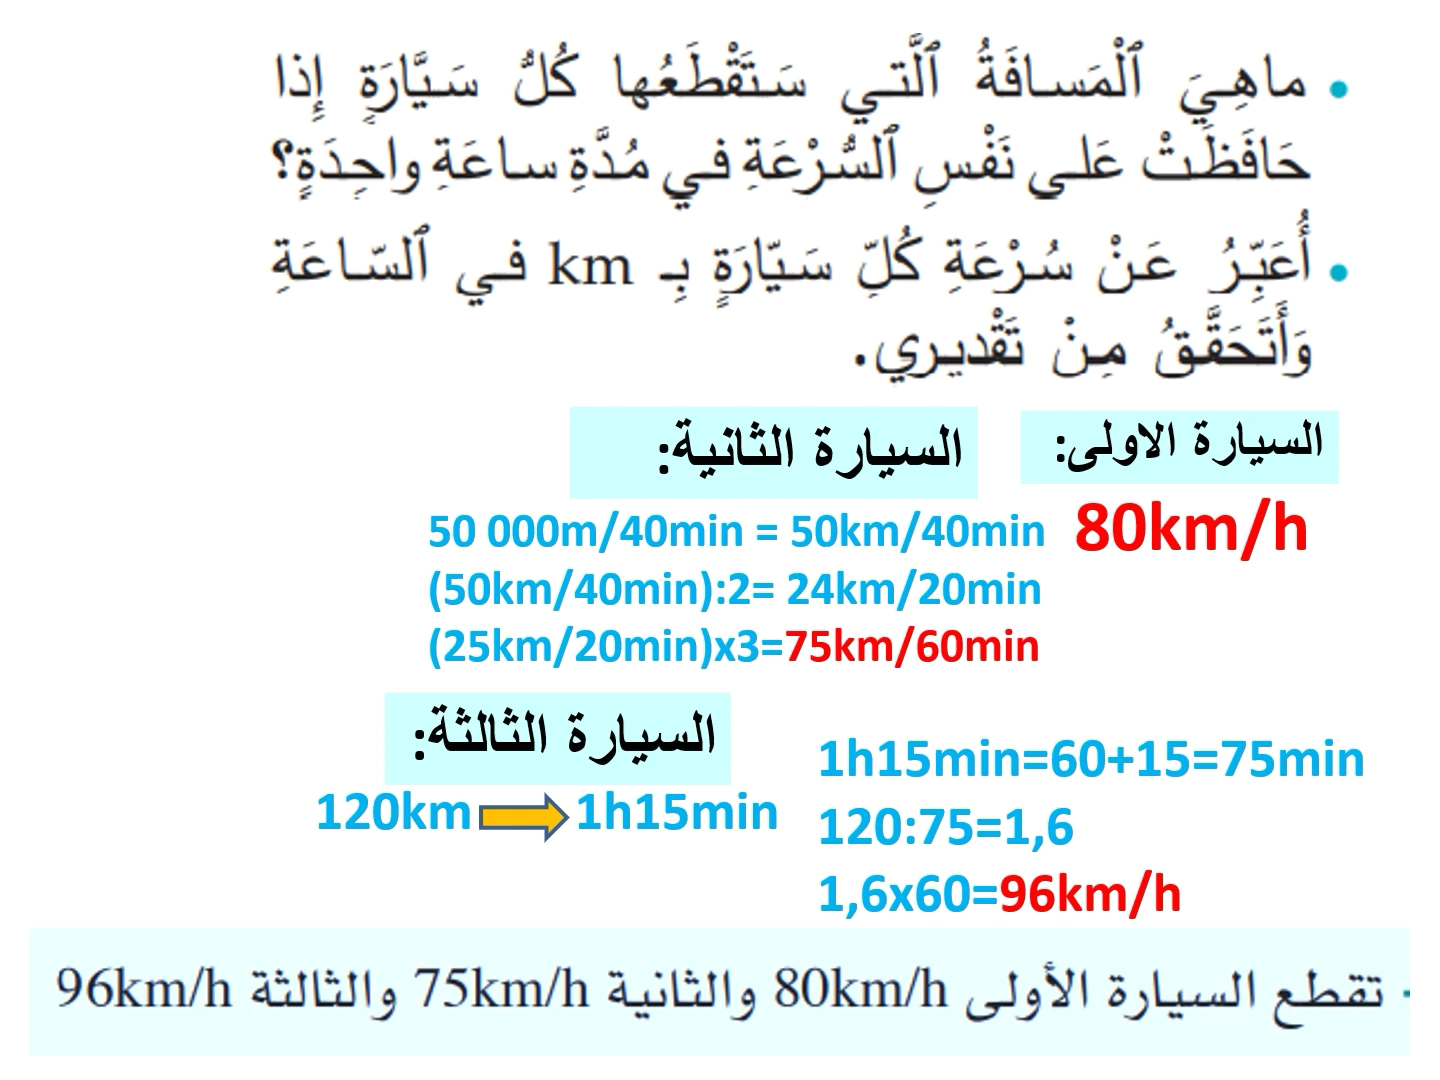 • ماهِيَ ٱلْمَسافَةُ ٱلَّتي سَتَقْطَعُها كُلُّ سَيَّارَةٍ إِذا
حَافَظَتْ عَلى نَفْسِ ٱلسُّرْعَةِ في مُدَّةِ ساعَةِ واحِدَةٍ؟
• أُعَبِّرُ عَنْ سُرْعَةِ كُلِّ سَيّارَةٍ بِـ km في ٱلسّاعَةِ
وَأَتَحَقَّقُ مِنْ تَقْديري.
السيارة الاولى:
80km/h
السيارة الثانية:
50 000m/40min = 50km/40min
(50km/40min):2= 24km/20min
(25km/20min)x3=75km/60min
السيارة الثالثة:
120km 1h15min
1h15min=60+15=75min
120:75=1,6
1,6x60=96km/h
- تقطع السيارة الأولى 80km/h والثانية 75km/h والثالثة 96km/h